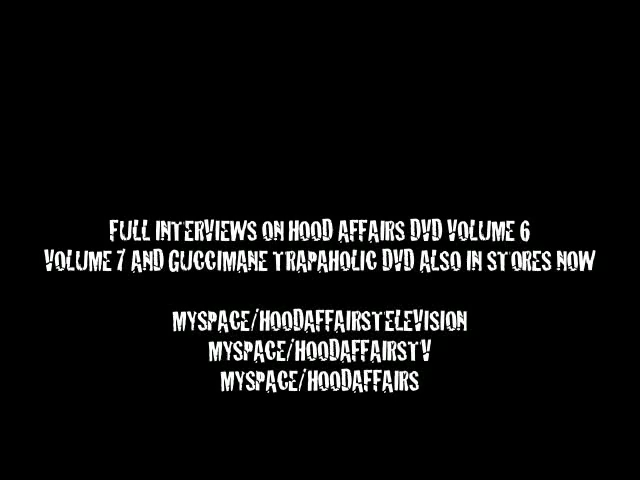 FULL INTERVIEWS ON HOOD AFFAIRS DVD VOLUME 6
VOLUME 7 AND GUCCIMANE TRAPAHOLIC DVD ALSO IN STORES NOW
MYSPACE/HOODAFFAIRSTELEVISION
MYSPACE/HOODAFFAIRSTV
MYSPACE/HOODAFFAIRS